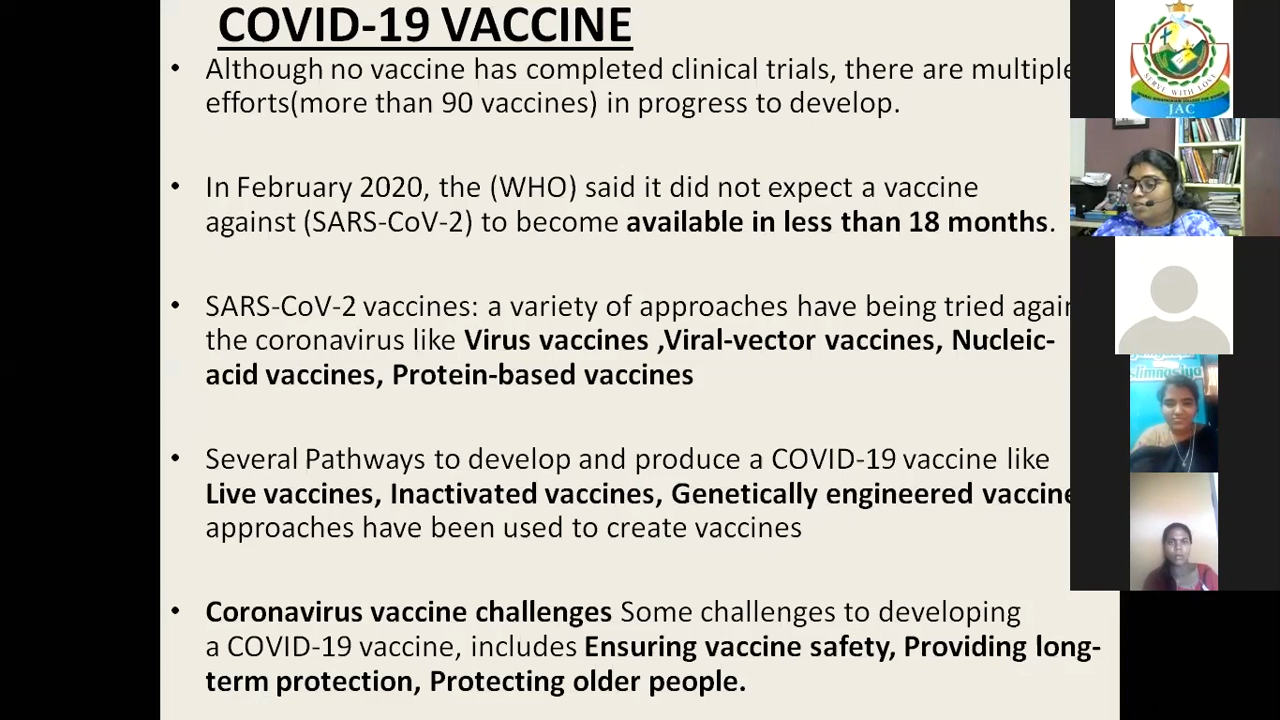 COVID-19 VACCINE
• Although no vaccine has completed clinical trials, there are multiple
efforts(more than 90 vaccines) in progress to develop.
• In February 2020, the (WHO) said it did not expect a vaccine
against (SARS-CoV-2) to become available in less than 18 months.
• SARS-CoV-2 vaccines: a variety of approaches have being tried again
the coronavirus like Virus vaccines ,Viral-vector vaccines, Nucleic-
acid vaccines, Protein-based vaccines
• Several Pathways to develop and produce a COVID-19 vaccine like
Live vaccines, Inactivated vaccines, Genetically engineered vaccine
approaches have been used to create vaccines
• Coronavirus vaccine challenges Some challenges to developing
a COVID-19 vaccine, includes Ensuring vaccine safety, Providing long-
term protection, Protecting older people.
SERVE WITH LOVE
JAC